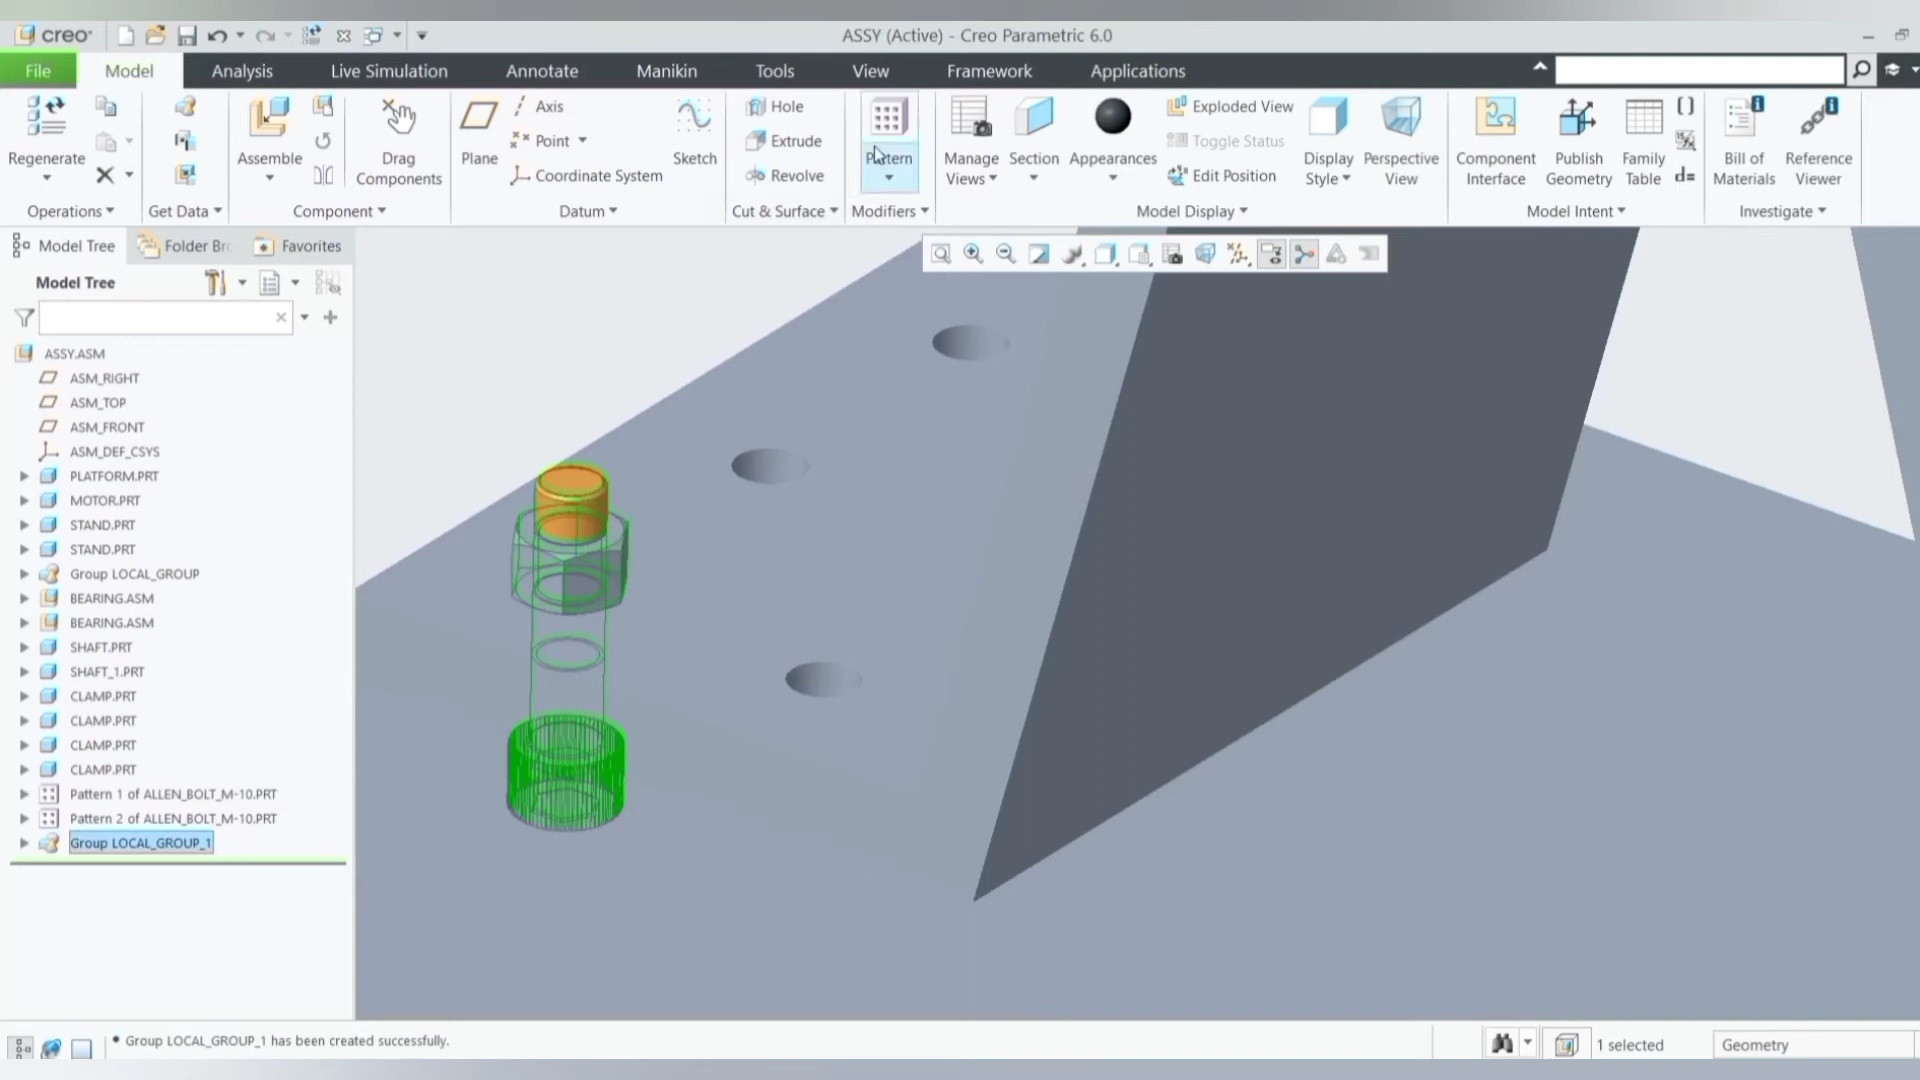 creo
ASSY (Active) - Creo Parametric 6.0
File Model Analysis Live Simulation Annotate Manikin Tools View Framework Applications
Regenerate
Operations
Get Data
Assemble
Drag Components
Component
Plane
Axis
Point
Coordinate System
Sketch
Datum
Hole
Extrude
Revolve
Cut & Surface
Pattern
Modifiers
Manage Views
Section
Appearances
Exploded View
Toggle Status
Edit Position
Display Style
Perspective View
Model Display
Component Interface
Publish Geometry
Family Table
d=
Model Intent
Bill of Materials
Reference Viewer
Investigate
Model Tree Folder Br Favorites
Model Tree
ASSY.ASM
ASM_RIGHT
ASM_TOP
ASM_FRONT
ASM_DEF_CSYS
PLATFORM.PRT
MOTOR.PRT
STAND.PRT
STAND.PRT
Group LOCAL_GROUP
BEARING.ASM
BEARING.ASM
SHAFT.PRT
SHAFT_1.PRT
CLAMP.PRT
CLAMP.PRT
CLAMP.PRT
CLAMP.PRT
Pattern 1 of ALLEN_BOLT_M-10.PRT
Pattern 2 of ALLEN_BOLT_M-10.PRT
Group LOCAL_GROUP_1
• Group LOCAL_GROUP_1 has been created successfully.
1 selected
Geometry